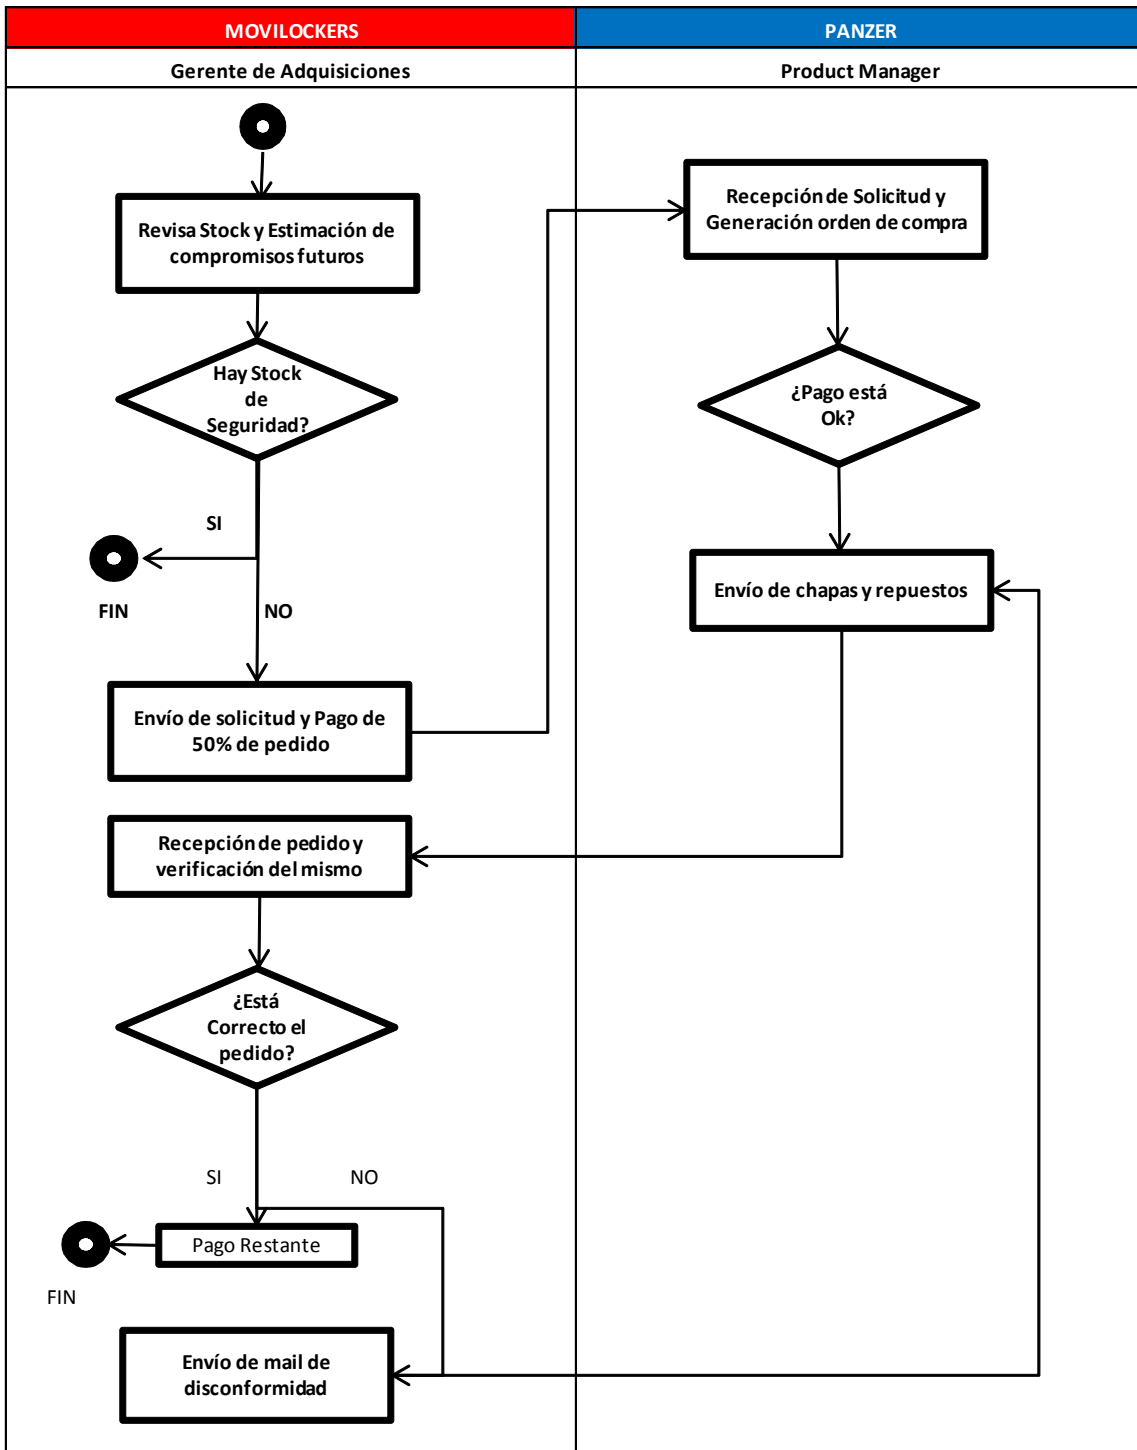 MOVILOCKERS
PANZER
Gerente de Adquisiciones
Product Manager
Revisa Stock y Estimación de
compromisos futuros
Hay Stock
de
Seguridad?
SI
FIN
NO
Envío de solicitud y Pago de
50% de pedido
Recepción de Solicitud y
Generación orden de compra
¿Pago está
Ok?
Envío de chapas y repuestos
Recepción de pedido y
verificación del mismo
¿Está
Correcto el
pedido?
SI
NO
Pago Restante
FIN
Envío de mail de
disconformidad